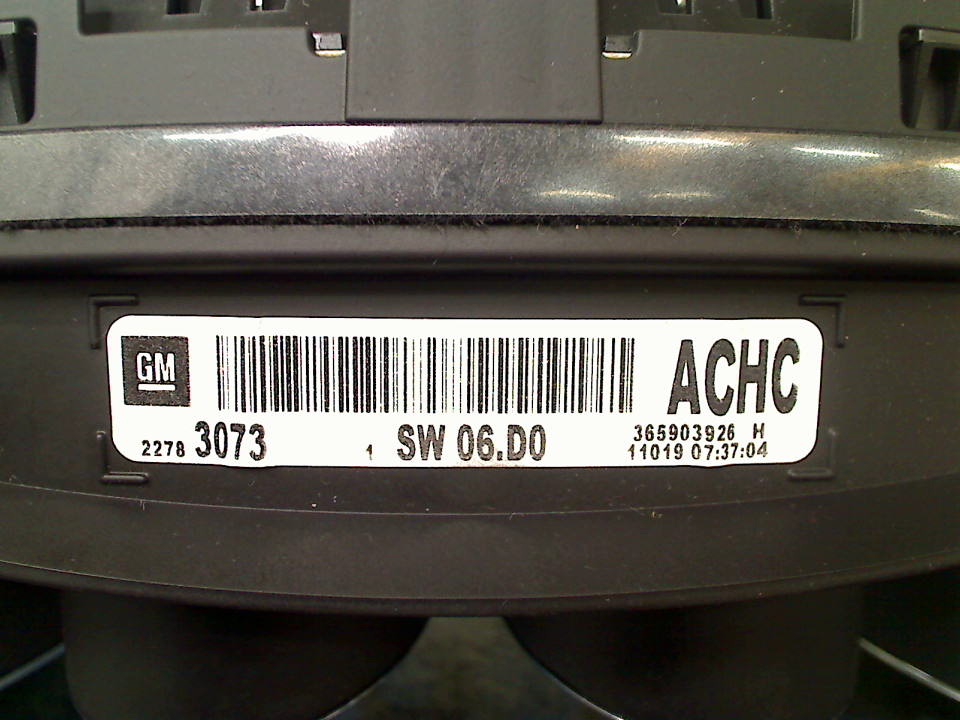 GM
ACHC
2278 3073 1 SW 06.D0
365903926 H
11019 07:37:04